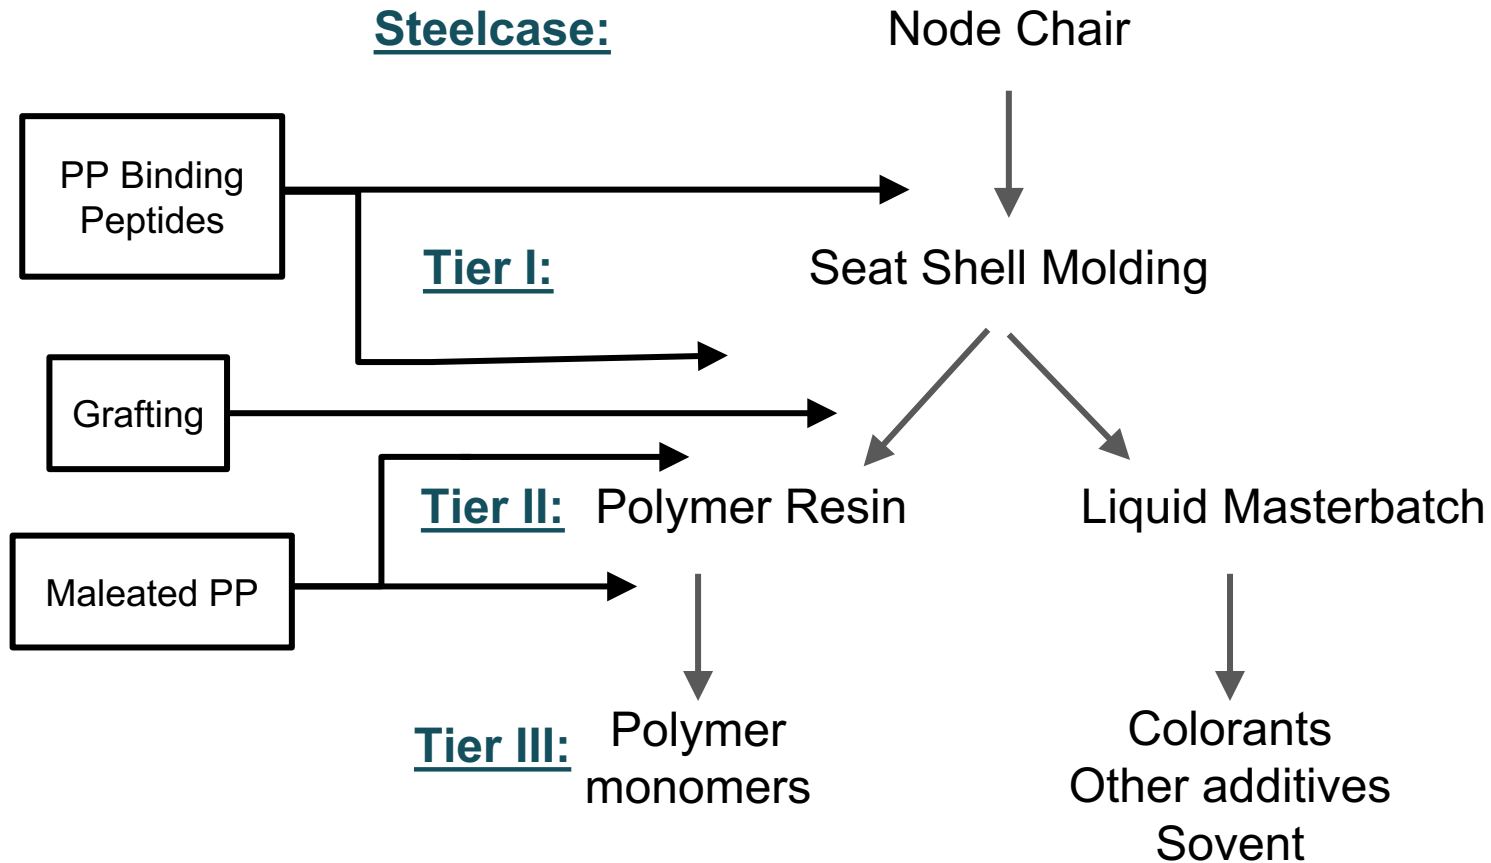 Steelcase: Node Chair
PP Binding
Peptides
Tier I: Seat Shell Molding
Grafting
Tier II: Polymer Resin Liquid Masterbatch
Maleated PP
Tier III: Polymer
monomers
Colorants
Other additives
Sovent